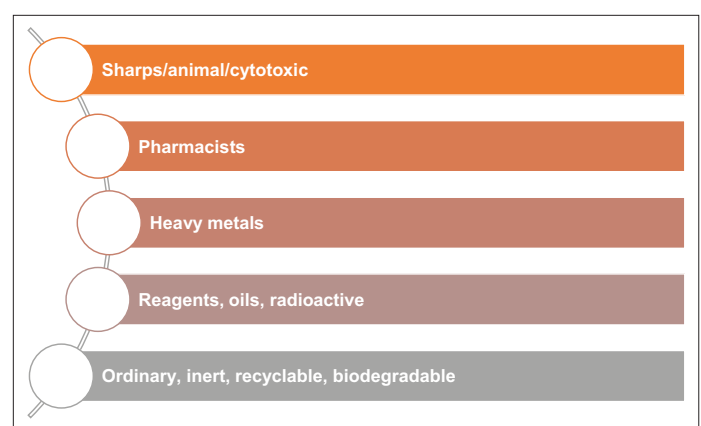 Sharps/animal/cytotoxic
Pharmacists
Heavy metals
Reagents, oils, radioactive
Ordinary, inert, recyclable, biodegradable